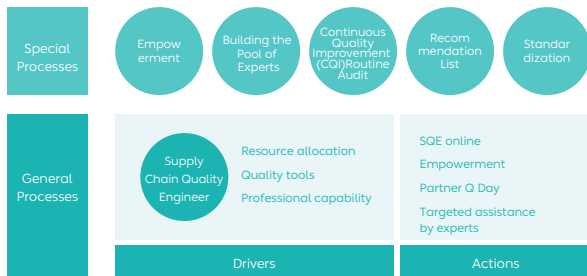 Special
Processes
Empow
erment
Building the
Pool of
Experts
Continuous
Quality
Improvement
(CQI)Routine
Audit
Recom
mendation
List
Standar
dization
General
Processes
Supply
Chain Quality
Engineer
Resource allocation
Quality tools
Professional capability
SQE online
Empowerment
Partner Q Day
Targeted assistance
by experts
Drivers
Actions